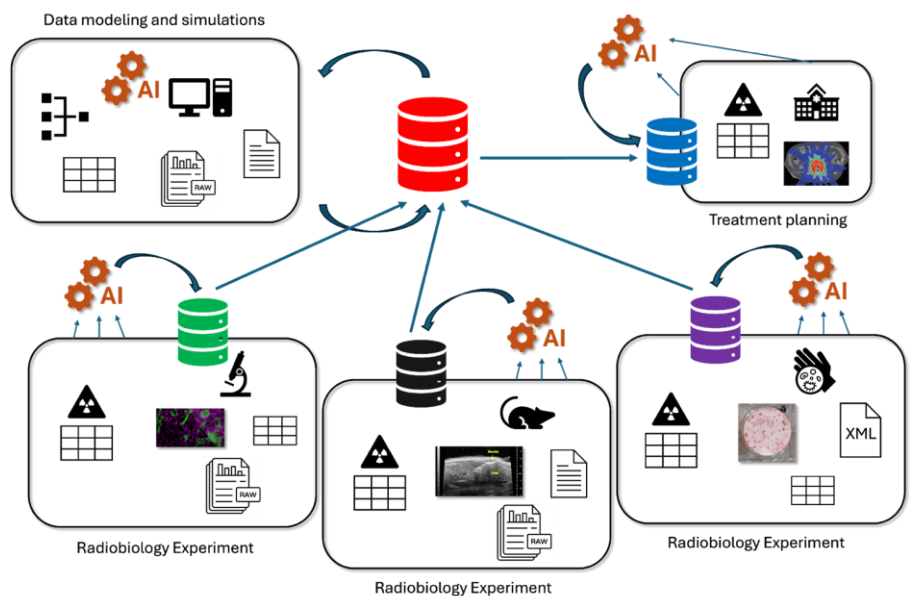 Data modeling and simulations
AI
RAW
AI
Treatment planning
AI
RAW
Radiobiology Experiment
AI
RAW
Radiobiology Experiment
AI
XML
Radiobiology Experiment